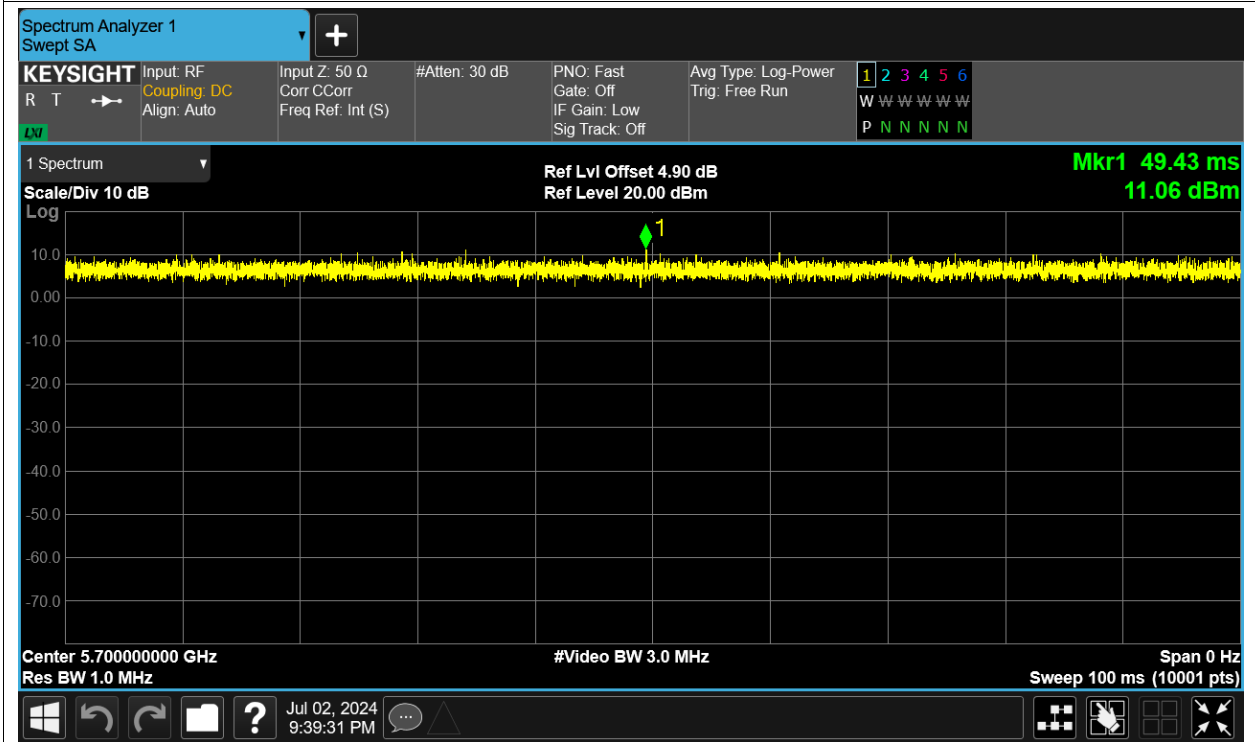 Spectrum Analyzer 1
Swept SA
+
KEYSIGHT
R T
LXI
Input: RF
Coupling: DC
Align: Auto
Input Z: 50 Ω
Corr CCorr
Freq Ref: Int (S)
#Atten: 30 dB
PNO: Fast
Gate: Off
IF Gain: Low
Sig Track: Off
Avg Type: Log-Power
Trig: Free Run
1 2 3 4 5 6
W W W W W W
P N N N N N
1 Spectrum
Scale/Div 10 dB
Log
Ref Lvl Offset 4.90 dB
Ref Level 20.00 dBm
Mkr1 49.43 ms
11.06 dBm
1
10.0
0.00
-10.0
-20.0
-30.0
-40.0
-50.0
-60.0
-70.0
Center 5.700000000 GHz
Res BW 1.0 MHz
#Video BW 3.0 MHz
Span 0 Hz
Sweep 100 ms (10001 pts)
?
Jul 02, 2024
9:39:31 PM